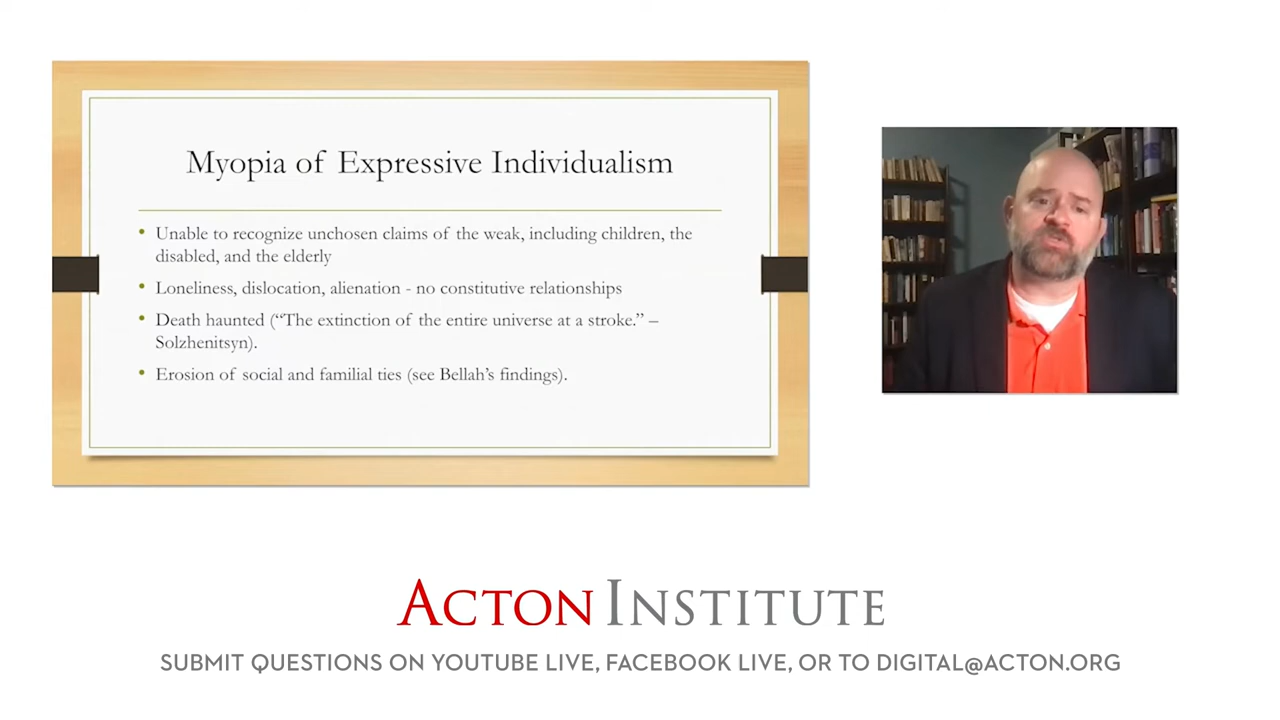 Myopia of Expressive Individualism
• Unable to recognize unchosen claims of the weak, including children, the
disabled, and the elderly
• Loneliness, dislocation, alienation - no constitutive relationships
• Death haunted (“The extinction of the entire universe at a stroke.” –
Solzhenitsyn).
• Erosion of social and familial ties (see Bellah’s findings).
ACTON INSTITUTE
SUBMIT QUESTIONS ON YOUTUBE LIVE, FACEBOOK LIVE, OR TO DIGITAL@ACTON.ORG